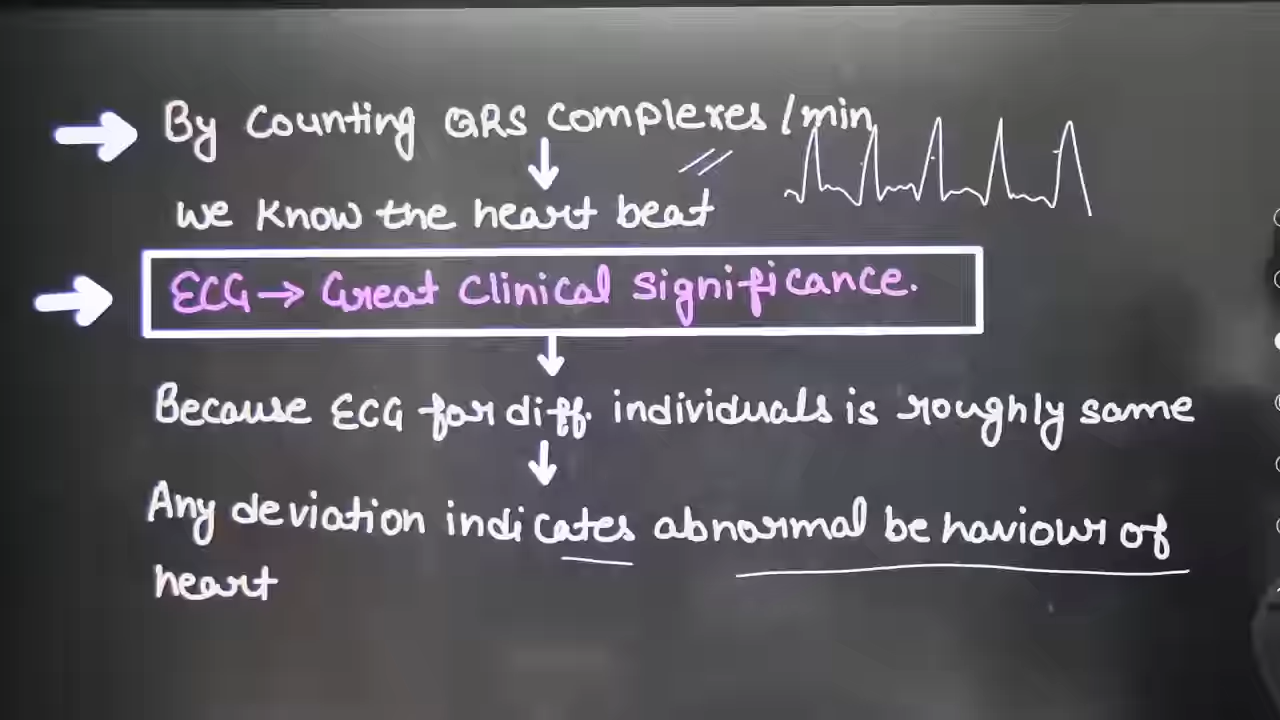 By Counting QRS Complexes / min
We know the heart beat
ECG → Great Clinical significance.
Because ECG for diff. individuals is roughly same
Any deviation indicates abnormal behaviour of
heart